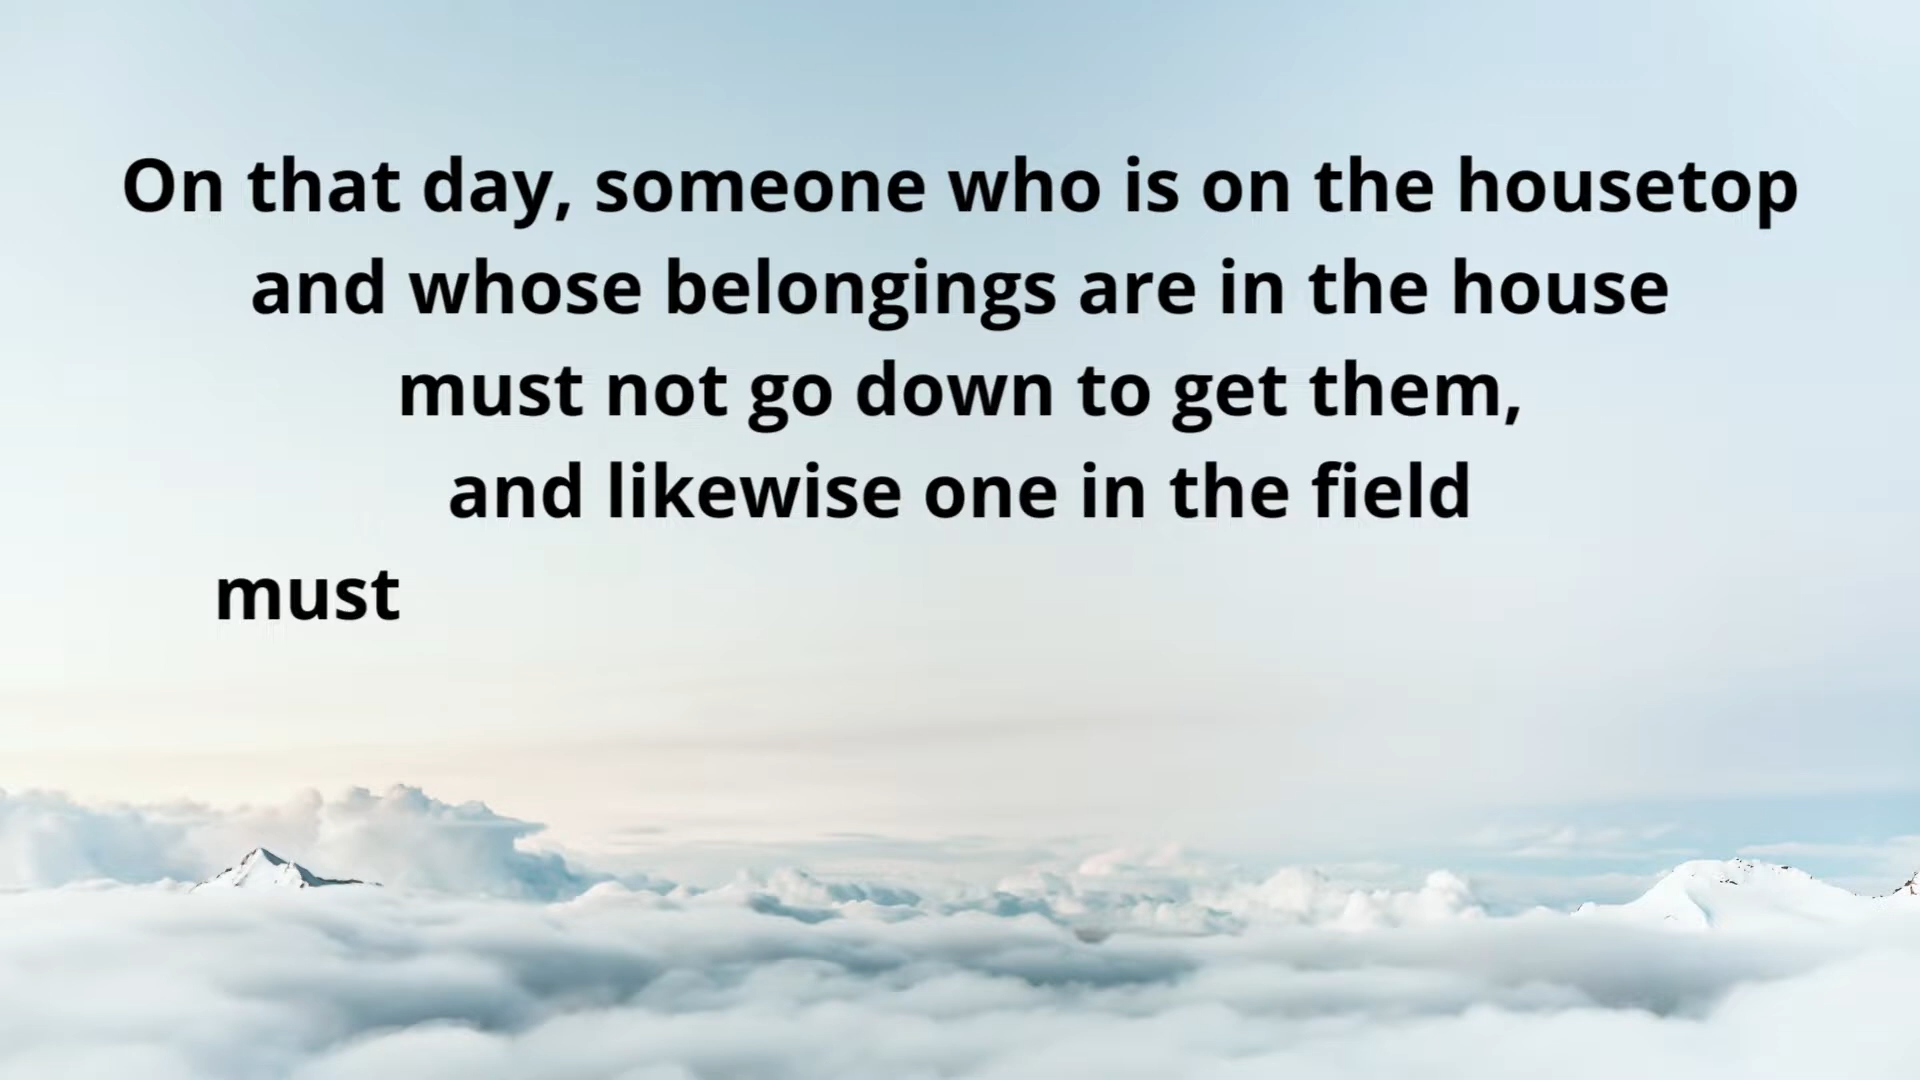 On that day, someone who is on the housetop
and whose belongings are in the house
must not go down to get them,
and likewise one in the field
must